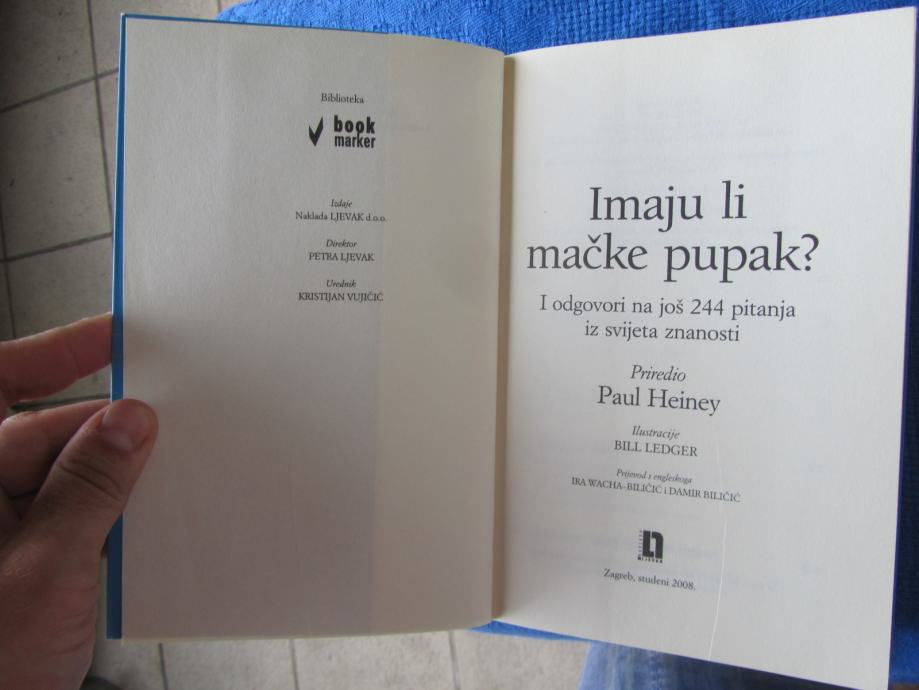 Biblioteka
book
marker
Izdaje
Naklada LJEVAK d.o.o.
Direktor
PETRA LJEVAK
Urednik
KRISTIJAN VUJIČIĆ
Imaju li
mačke pupak?
I odgovori na još 244 pitanja
iz svijeta znanosti
Priredio
Paul Heiney
Ilustracije
BILL LEDGER
Prijevod s engleskoga
IRA WACHA-BILIČIĆ i DAMIR BILIČIĆ
LJEVAK
Zagreb, studeni 2008.